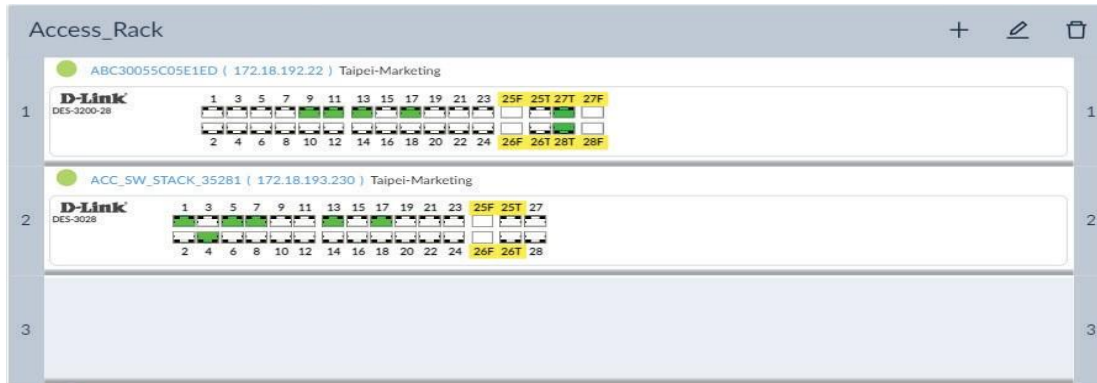 Access_Rack
ABC30055C05E1ED ( 172.18.192.22 ) Taipei-Marketing
D-Link 1 3 5 7 9 11 13 15 17 19 21 23 25F 25T 27T 27F
1 DES-3200-28 1
2 4 6 8 10 12 14 16 18 20 22 24 26F 26T 28T 28F
ACC_SW_STACK_35281 ( 172.18.193.230 ) Taipei-Marketing
D-Link 1 3 5 7 9 11 13 15 17 19 21 23 25F 25T 27
2 DES-3028 2
2 4 6 8 10 12 14 16 18 20 22 24 26F 26T 28
3 3